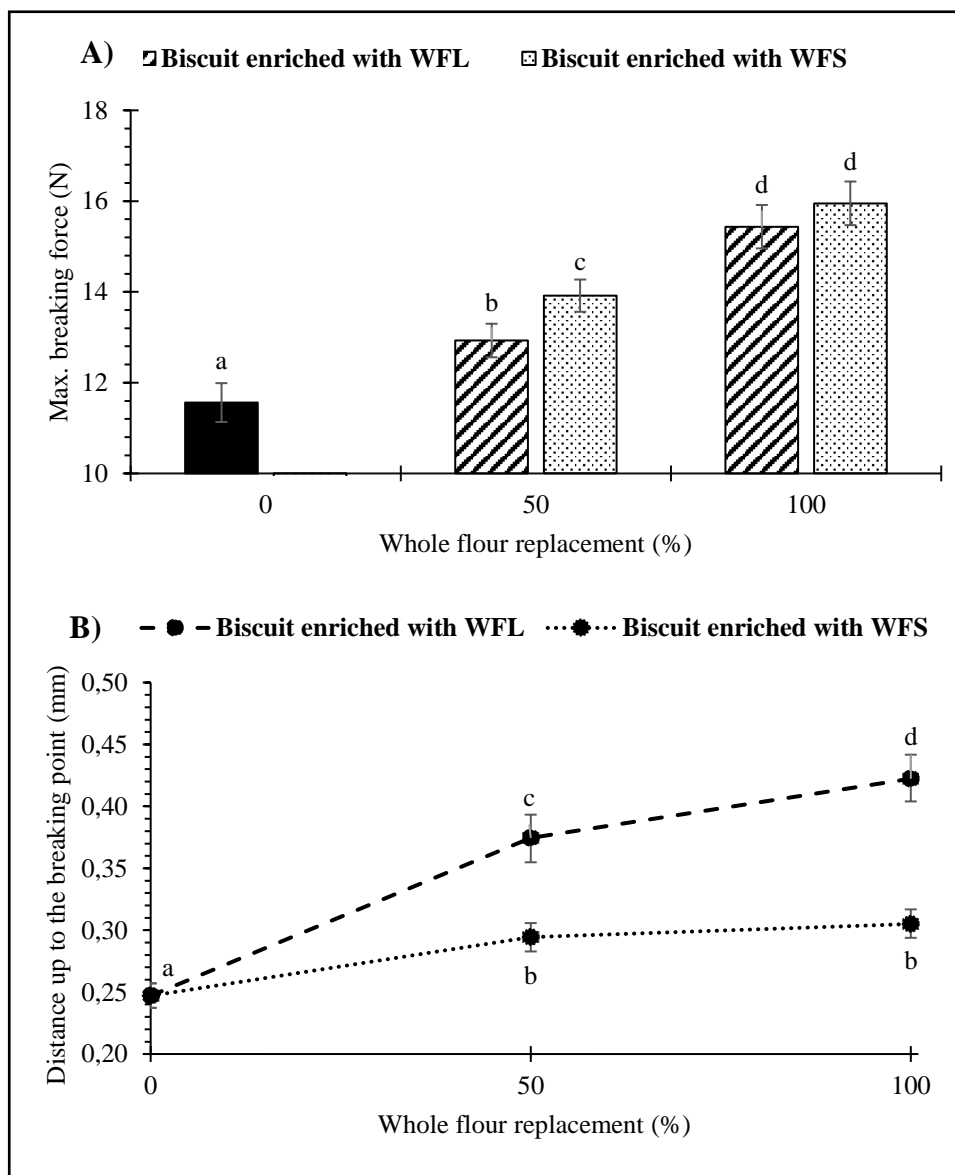 A)
Biscuit enriched with WFL
Biscuit enriched with WFS
Max. breaking force (N)
18
16
14
12
10
a
b
c
d
d
0
50
100
Whole flour replacement (%)
B)
Biscuit enriched with WFL
Biscuit enriched with WFS
Distance up to the breaking point (mm)
0,50
0,45
0,40
0,35
0,30
0,25
0,20
a
c
d
b
b
0
50
100
Whole flour replacement (%)